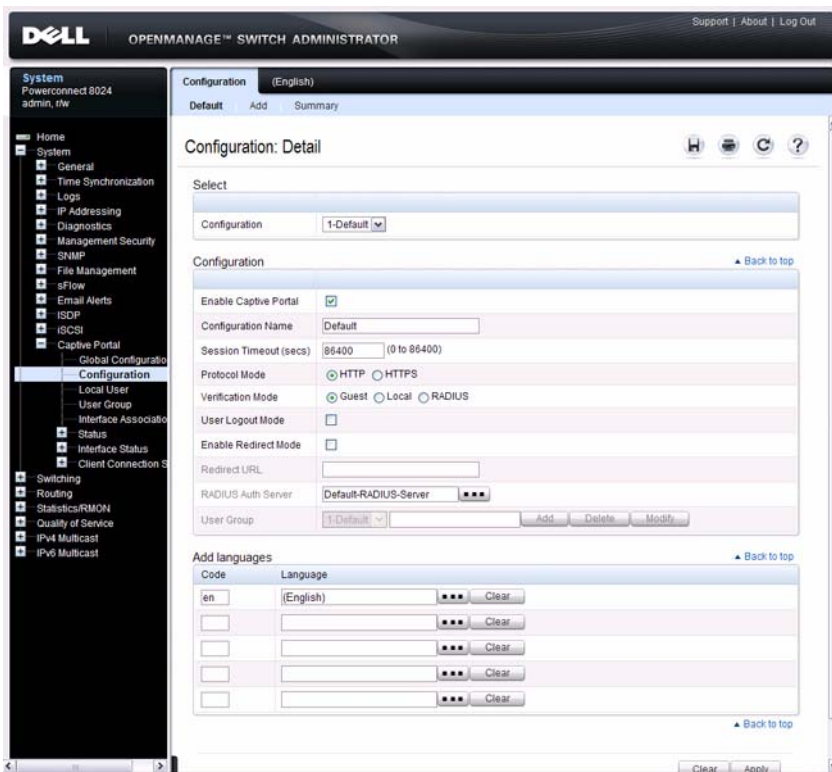 Support | About | Log Out
DELL OPENMANAGE™ SWITCH ADMINISTRATOR
System
Powerconnect 8024
admin, r/w
Home
System
General
Time Synchronization
Logs
IP Addressing
Diagnostics
Management Security
SNMP
File Management
sFlow
Email Alerts
ISDP
iSCSI
Captive Portal
Global Configuratio
Configuration
Local User
User Group
Interface Associatio
Status
Interface Status
Client Connection S
Switching
Routing
Statistics/RMON
Quality of Service
IPv4 Multicast
IPv6 Multicast
Configuration (English)
Default Add Summary
Configuration: Detail
Select
Configuration 1-Default
Configuration ▲ Back to top
Enable Captive Portal
Configuration Name Default
Session Timeout (secs) 86400 (0 to 86400)
Protocol Mode HTTP HTTPS
Verification Mode Guest Local RADIUS
User Logout Mode
Enable Redirect Mode
Redirect URL
RADIUS Auth Server Default-RADIUS-Server
User Group 1-Default Add Delete Modify
Add languages ▲ Back to top
Code Language
en (English) Clear
Clear
Clear
Clear
Clear
▲ Back to top
Clear Apply